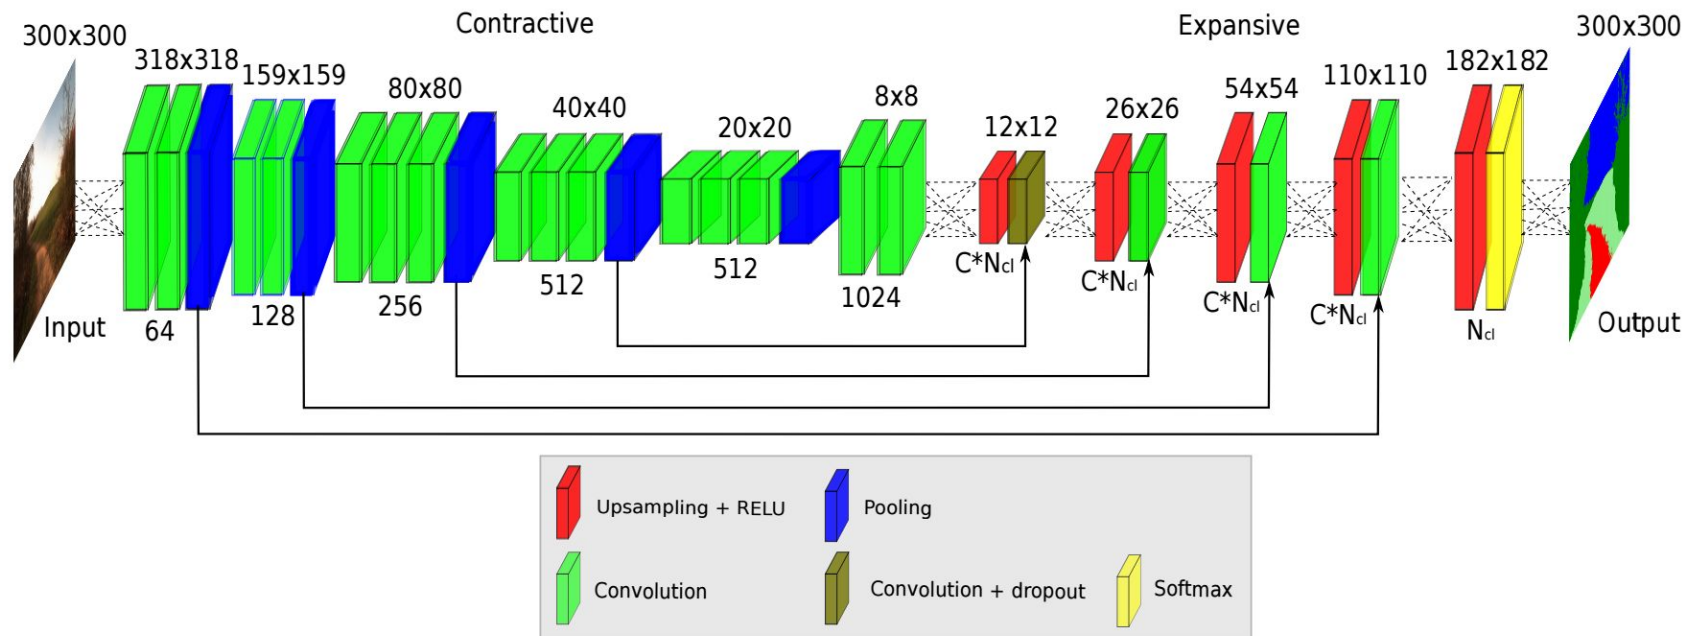 Contractive
Expansive
300x300
318x318
159x159
80x80
40x40
20x20
8x8
12x12
26x26
54x54
110x110
182x182
300x300
Input
64
128
256
512
512
1024
C*Ncl
C*Ncl
C*Ncl
C*Ncl
Ncl
Output
Upsampling + RELU
Pooling
Convolution
Convolution + dropout
Softmax